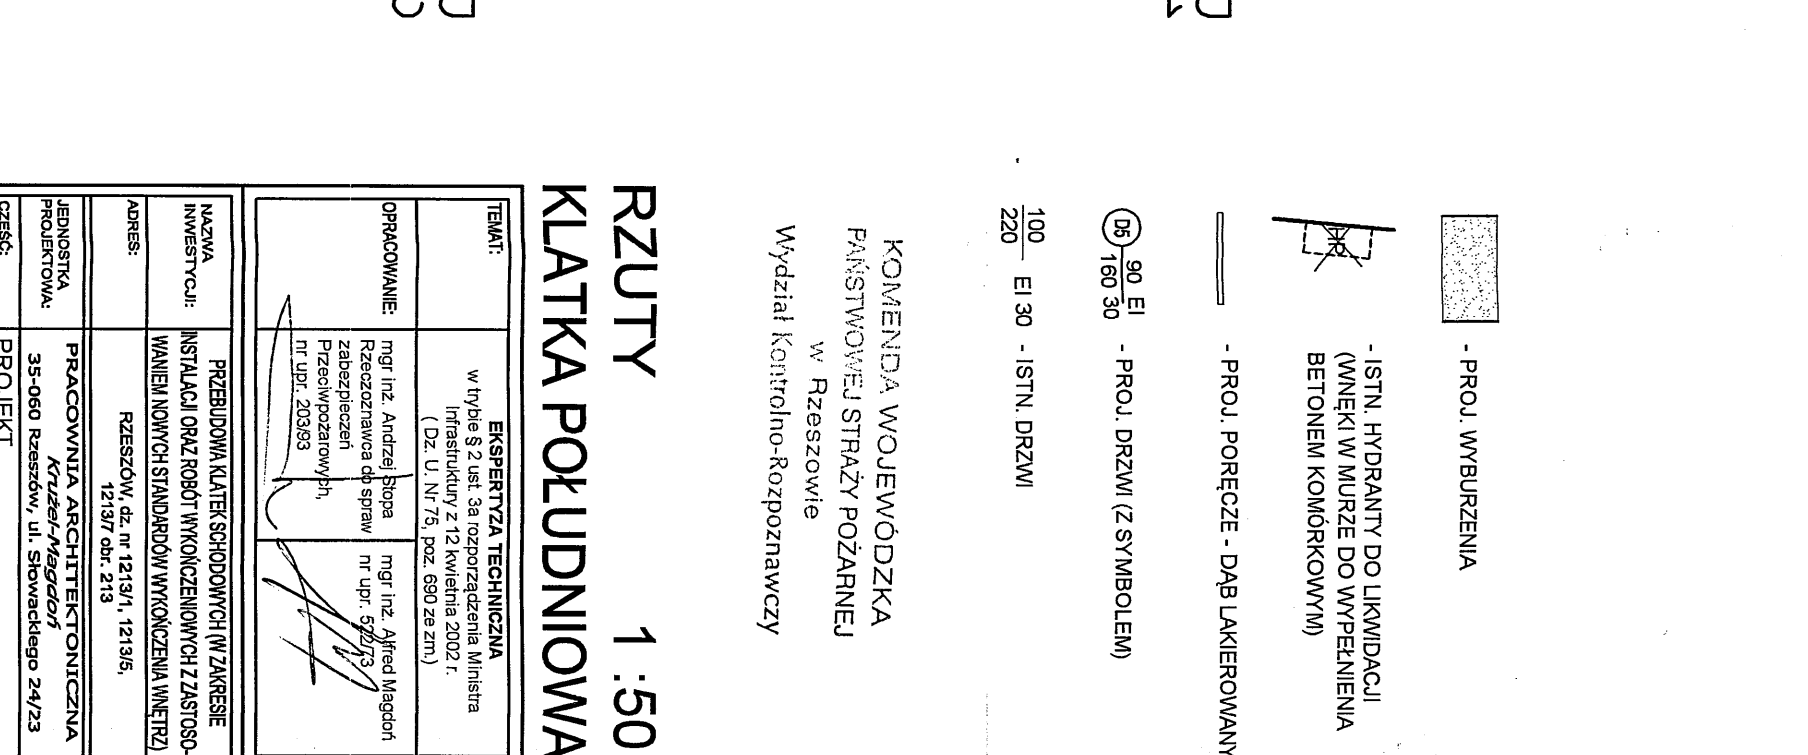 - PROJ. WYBURZENIA
HP
- ISTN. HYDRANTY DO LIKWIDACJI
(WNĘKI W MURZE DO WYPEŁNIENIA
BETONEM KOMÓRKOWYM)
- PROJ. PORĘCZE - DĄB LAKIEROWANY
D5 90 EI
160 30
- PROJ. DRZWI (Z SYMBOLEM)
100
220
EI 30 - ISTN. DRZWI
KOMENDA WOJEWÓDZKA
PAŃSTWOWEJ STRAŻY POŻARNEJ
w Rzeszowie
Wydział Kontrolno-Rozpoznawczy
RZUTY 1 :50
KLATKA POŁUDNIOWA
TEMAT:
EKSPERTYZA TECHNICZNA
w trybie § 2 ust. 3a rozporządzenia Ministra
Infrastruktury z 12 kwietnia 2002 r.
( Dz. U. Nr 75, poz. 690 ze zm.)
OPRACOWANIE:
mgr inż. Andrzej Stopa
Rzeczoznawca do spraw
zabezpieczeń
Przeciwpożarowych,
nr upr. 203/93
mgr inż. Alfred Magdoń
nr upr. 522/73
NAZWA
INWESTYCJI:
PRZEBUDOWA KLATEK SCHODOWYCH (W ZAKRESIE
INSTALACJI ORAZ ROBÓT WYKOŃCZENIOWYCH Z ZASTOSO-
WANIEM NOWYCH STANDARDÓW WYKOŃCZENIA WNĘTRZ)
ADRES:
RZESZÓW, dz. nr 1213/1, 1213/5,
1213/7 obr. 213
JEDNOSTKA
PROJEKTOWA:
PRACOWNIA ARCHITEKTONICZNA
Krużel-Magdoń
35-060 Rzeszów, ul. Słowackiego 24/23
CZĘŚĆ:
PROJEKT